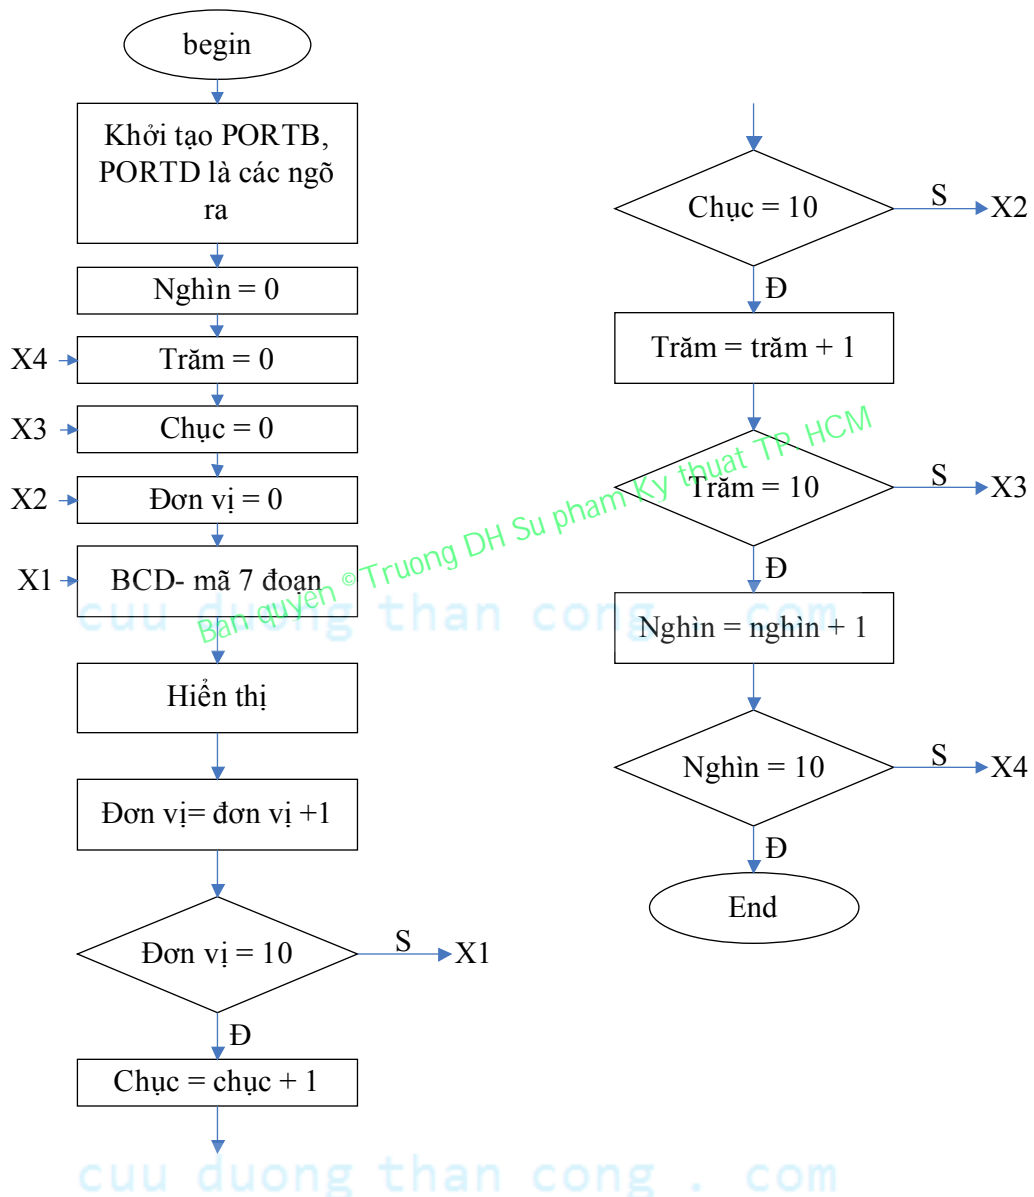 begin
Khởi tạo PORTB,
PORTD là các ngõ
ra
Nghìn = 0
X4
Trăm = 0
X3
Chục = 0
X2
Đơn vị = 0
X1
BCD- mã 7 đoạn
Hiển thị
Đơn vị= đơn vị +1
Đơn vị = 10
S
X1
Đ
Chục = chục + 1
Chục = 10
S
X2
Đ
Trăm = trăm + 1
Trăm = 10
S
X3
Đ
Nghìn = nghìn + 1
Nghìn = 10
S
X4
Đ
End
Ban quyen © Truong DH Su pham Ky thuat TP. HCM
cuu duong than cong . com
cuu duong than cong . com